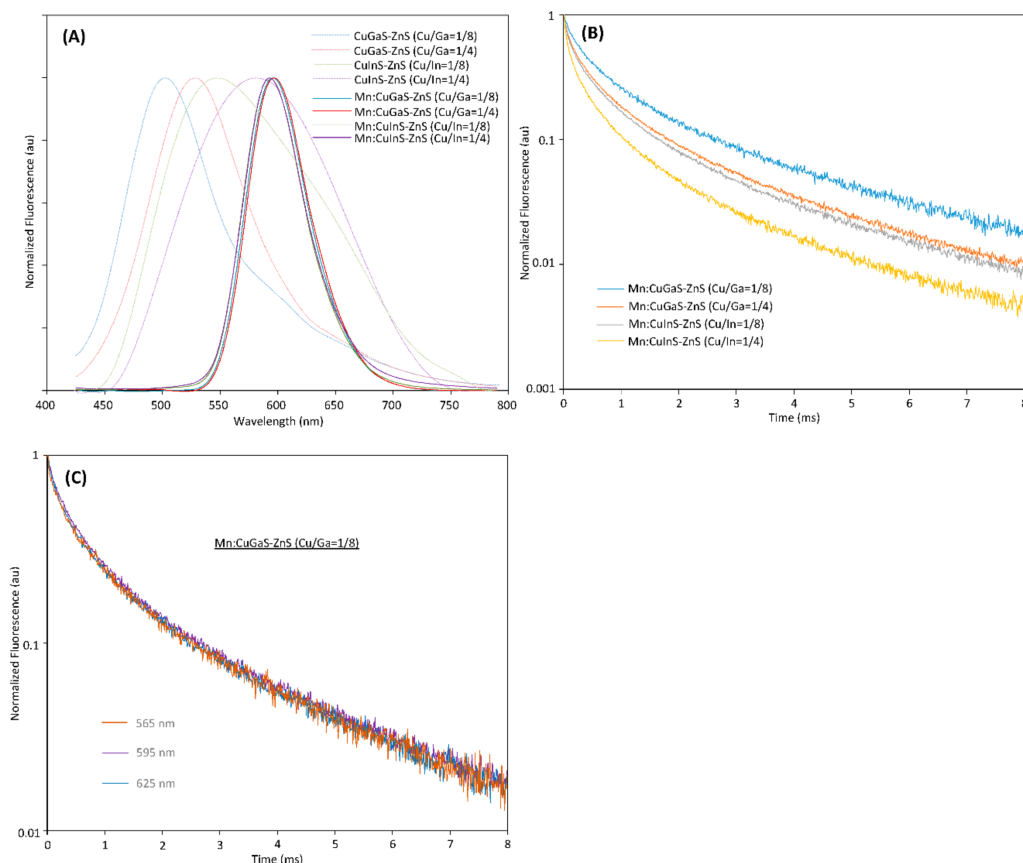 (A)
CuGaS-ZnS (Cu/Ga=1/8)
CuGaS-ZnS (Cu/Ga=1/4)
CuInS-ZnS (Cu/In=1/8)
CuInS-ZnS (Cu/In=1/4)
Mn:CuGaS-ZnS (Cu/Ga=1/8)
Mn:CuGaS-ZnS (Cu/Ga=1/4)
Mn:CuInS-ZnS (Cu/In=1/8)
Mn:CuInS-ZnS (Cu/In=1/4)
Normalized Fluorescence (au)
400 450 500 550 600 650 700 750 800
Wavelength (nm)
(B)
1
0.1
0.01
0.001
Normalized Fluorescence (au)
Mn:CuGaS-ZnS (Cu/Ga=1/8)
Mn:CuGaS-ZnS (Cu/Ga=1/4)
Mn:CuInS-ZnS (Cu/In=1/8)
Mn:CuInS-ZnS (Cu/In=1/4)
0 1 2 3 4 5 6 7 8
Time (ms)
(C)
1
0.1
0.01
Normalized Fluorescence (au)
Mn:CuGaS-ZnS (Cu/Ga=1/8)
565 nm
595 nm
625 nm
0 1 2 3 4 5 6 7 8
Time (ms)